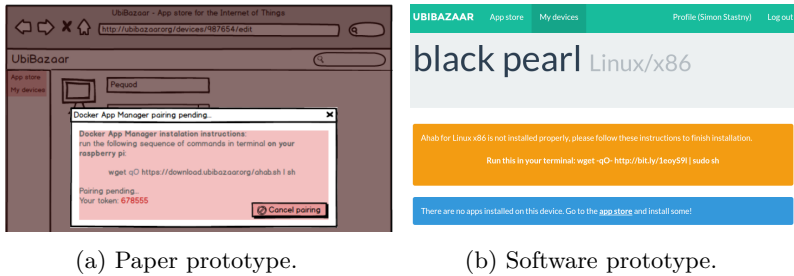 UbiBazaar - App store for the Internet of Things
http://ubibazaar.org/devices/987654/edit
UbiBazaar
App store
My devices
Pequod
Docker App Manager pairing pending...
Docker App Manager instalation instructions:
run the following sequence of commands in terminal on your
raspberry pi:
wget qO https://download.ubibazaar.org/ahab.sh | sh
Pairing pending...
Your token: 678555
Cancel pairing
(a) Paper prototype.
UBIBAZAAR App store My devices Profile (Simon Stastny) Log out
black pearl Linux/x86
Ahab for Linux x86 is not installed properly, please follow these instructions to finish installation.
Run this in your terminal: wget -qO- http://bit.ly/1eoyS9l | sudo sh
There are no apps installed on this device. Go to the app store and install some!
(b) Software prototype.